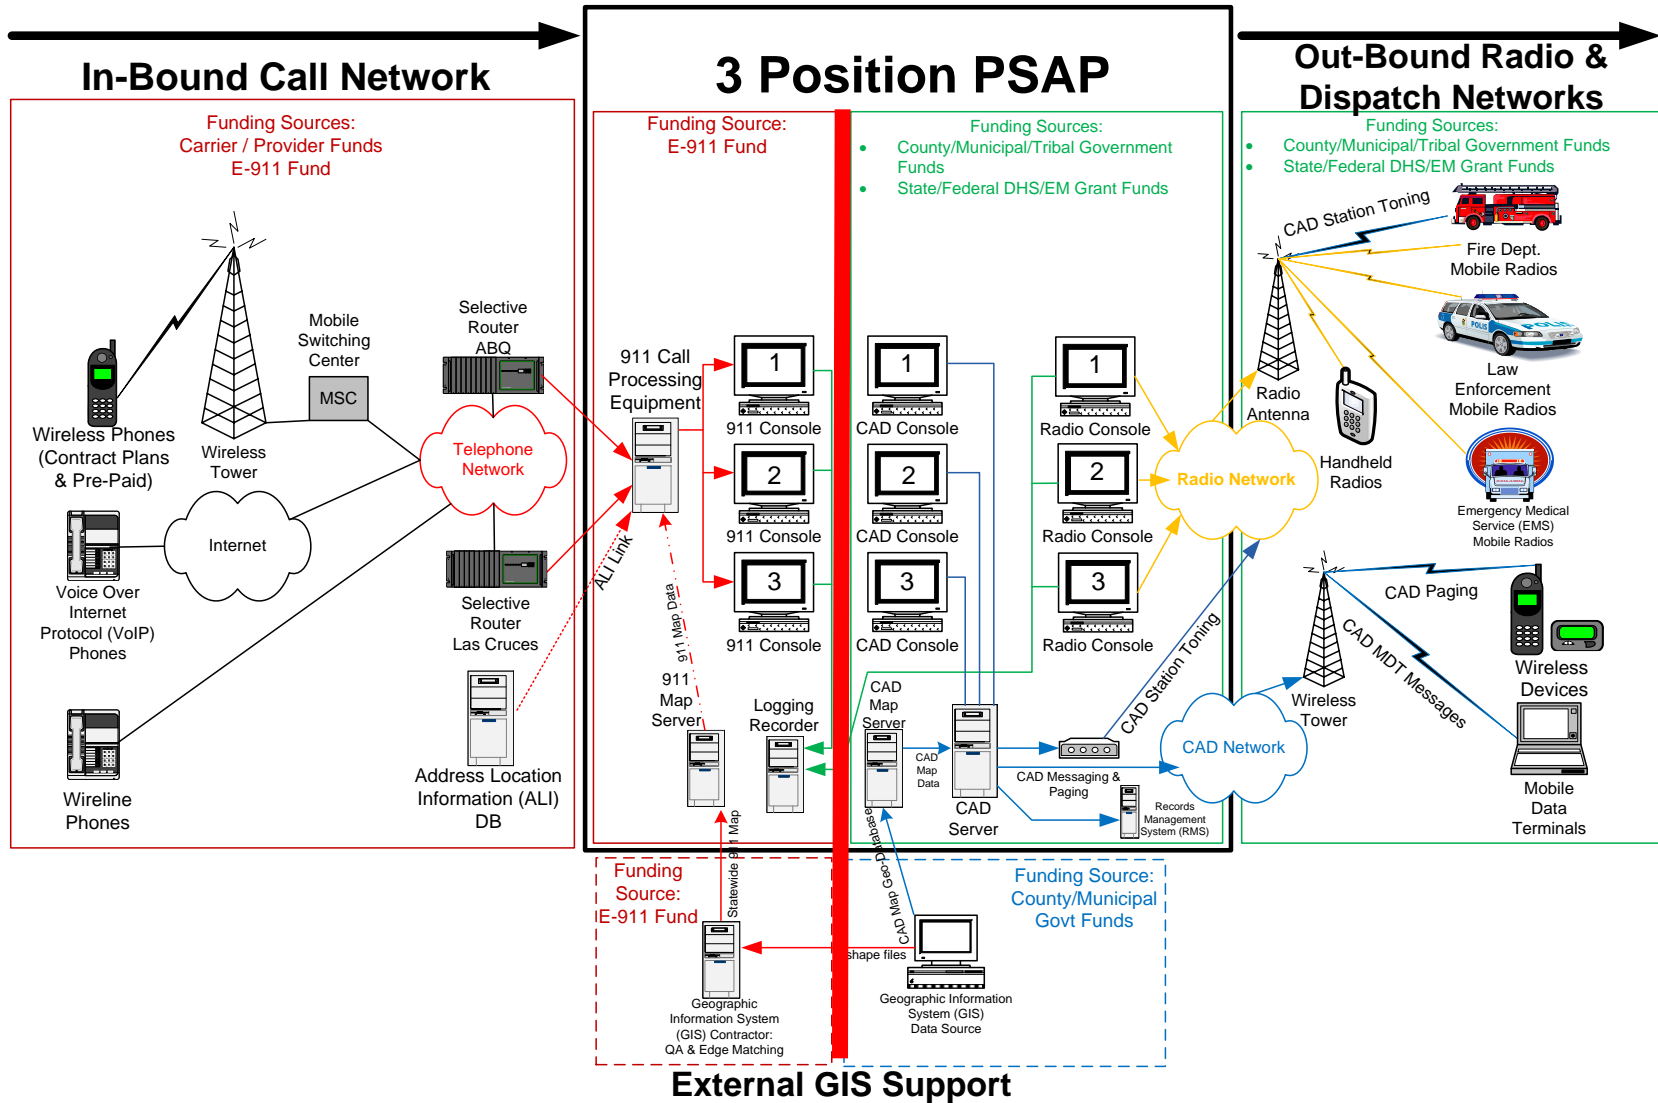 In-Bound Call Network
3 Position PSAP
Out-Bound Radio &
Dispatch Networks
Funding Sources:
Carrier / Provider Funds
E-911 Fund
Funding Source:
E-911 Fund
Funding Sources:
• County/Municipal/Tribal Government
Funds
• State/Federal DHS/EM Grant Funds
Funding Sources:
• County/Municipal/Tribal Government Funds
• State/Federal DHS/EM Grant Funds
Wireless Phones
(Contract Plans
& Pre-Paid)
Wireless
Tower
Mobile
Switching
Center
MSC
Selective
Router
ABQ
Telephone
Network
Internet
Voice Over
Internet
Protocol (VoIP)
Phones
Selective
Router
Las Cruces
Wireline
Phones
Address Location
Information (ALI)
DB
ALI Link
911 Call
Processing
Equipment
1
911 Console
2
911 Console
3
911 Console
911 Map Data
911
Map
Server
Logging
Recorder
1
CAD Console
2
CAD Console
3
CAD Console
1
Radio Console
2
Radio Console
3
Radio Console
CAD
Map
Server
CAD
Map
Data
CAD
Server
CAD Messaging &
Paging
Records
Management
System (RMS)
CAD Station Toning
Radio Network
CAD Network
CAD Station Toning
Fire Dept.
Mobile Radios
POLIS
POLIS
Law
Enforcement
Mobile Radios
Radio
Antenna
Handheld
Radios
Emergency Medical
Service (EMS)
Mobile Radios
Wireless
Tower
CAD Paging
CAD MDT Messages
Wireless
Devices
Mobile
Data
Terminals
Funding
Source:
E-911 Fund
Statewide 911 Map
Geographic
Information System
(GIS) Contractor:
QA & Edge Matching
shape files
CAD Map Geo-Database
Geographic Information
System (GIS)
Data Source
Funding Source:
County/Municipal
Govt Funds
External GIS Support